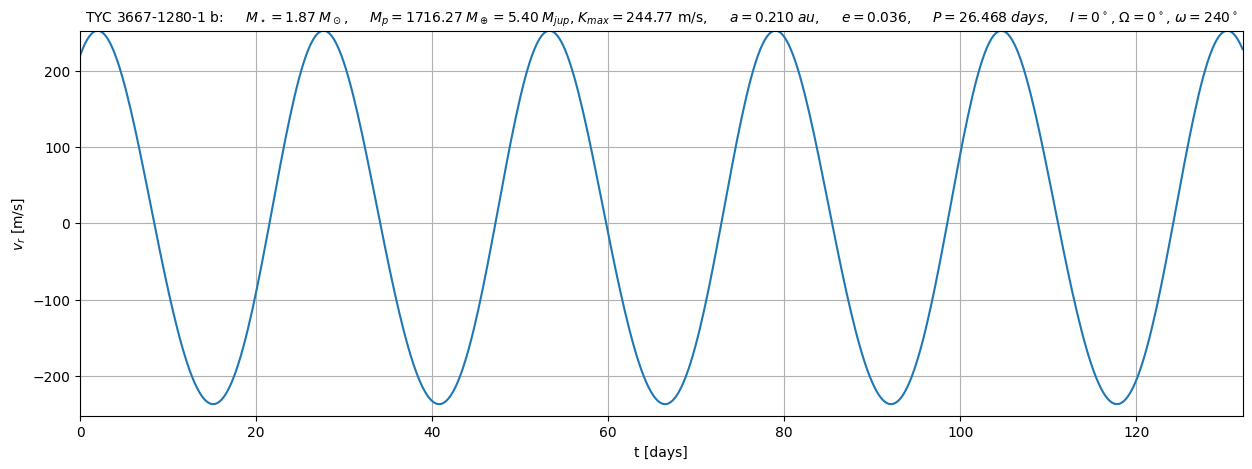 TYC 3667-1280-1 b: M⋆ = 1.87 M⊙, Mp = 1716.27 M⊕ = 5.40 Mjup, Kmax = 244.77 m/s, a = 0.210 au, e = 0.036, P = 26.468 days, I = 0°, Ω = 0°, ω = 240°
200
100
0
−100
−200
vr [m/s]
0 20 40 60 80 100 120
t [days]